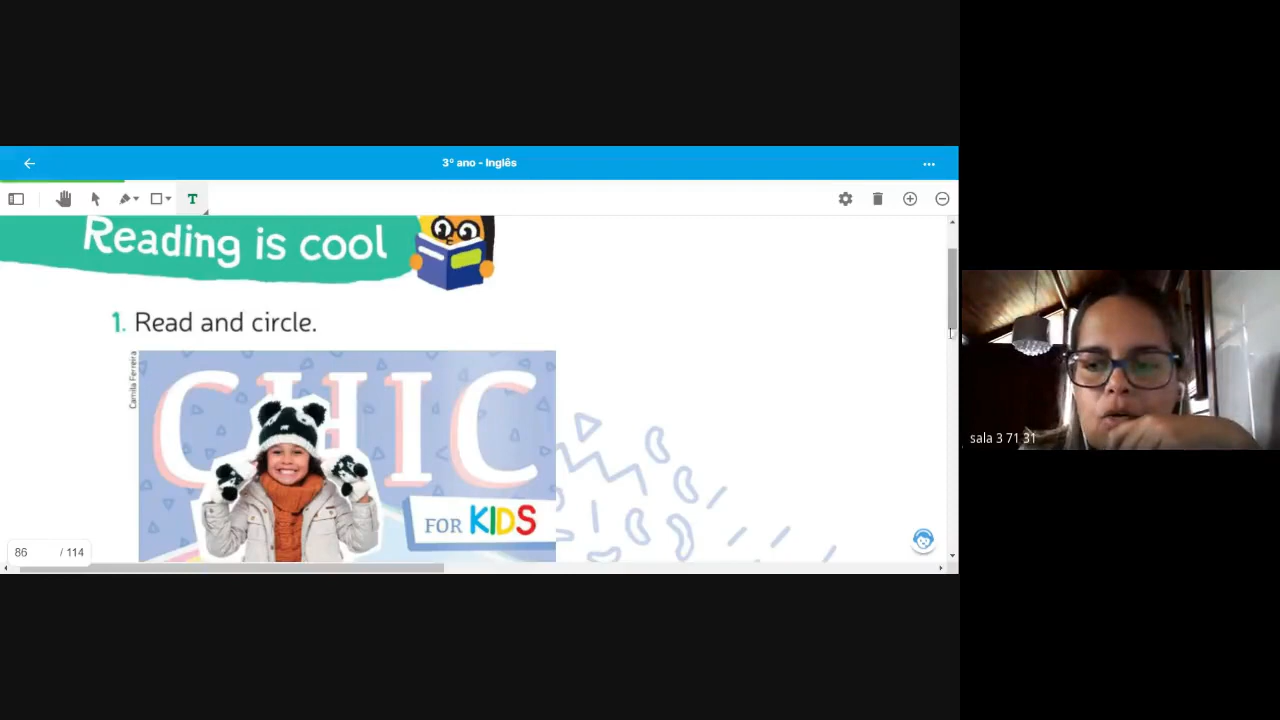 3º ano - Inglês
Reading is cool
1. Read and circle.
Camila Ferreira
CHIC
FOR KIDS
86 / 114
sala 3 71 31